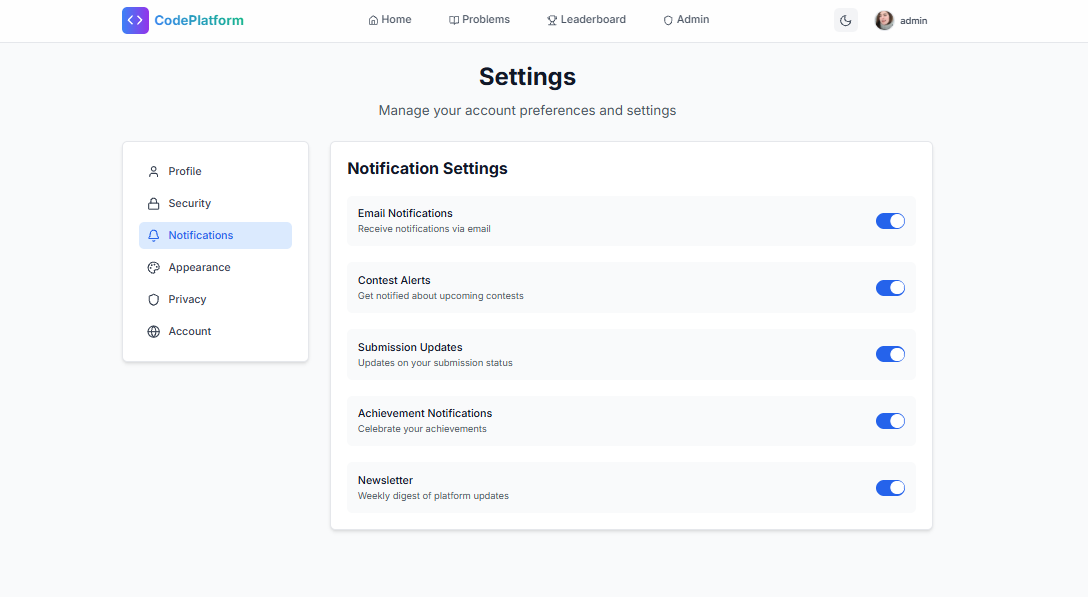 CodePlatform
Home
Problems
Leaderboard
Admin
admin
Settings
Manage your account preferences and settings
Profile
Security
Notifications
Appearance
Privacy
Account
Notification Settings
Email Notifications
Receive notifications via email
Contest Alerts
Get notified about upcoming contests
Submission Updates
Updates on your submission status
Achievement Notifications
Celebrate your achievements
Newsletter
Weekly digest of platform updates